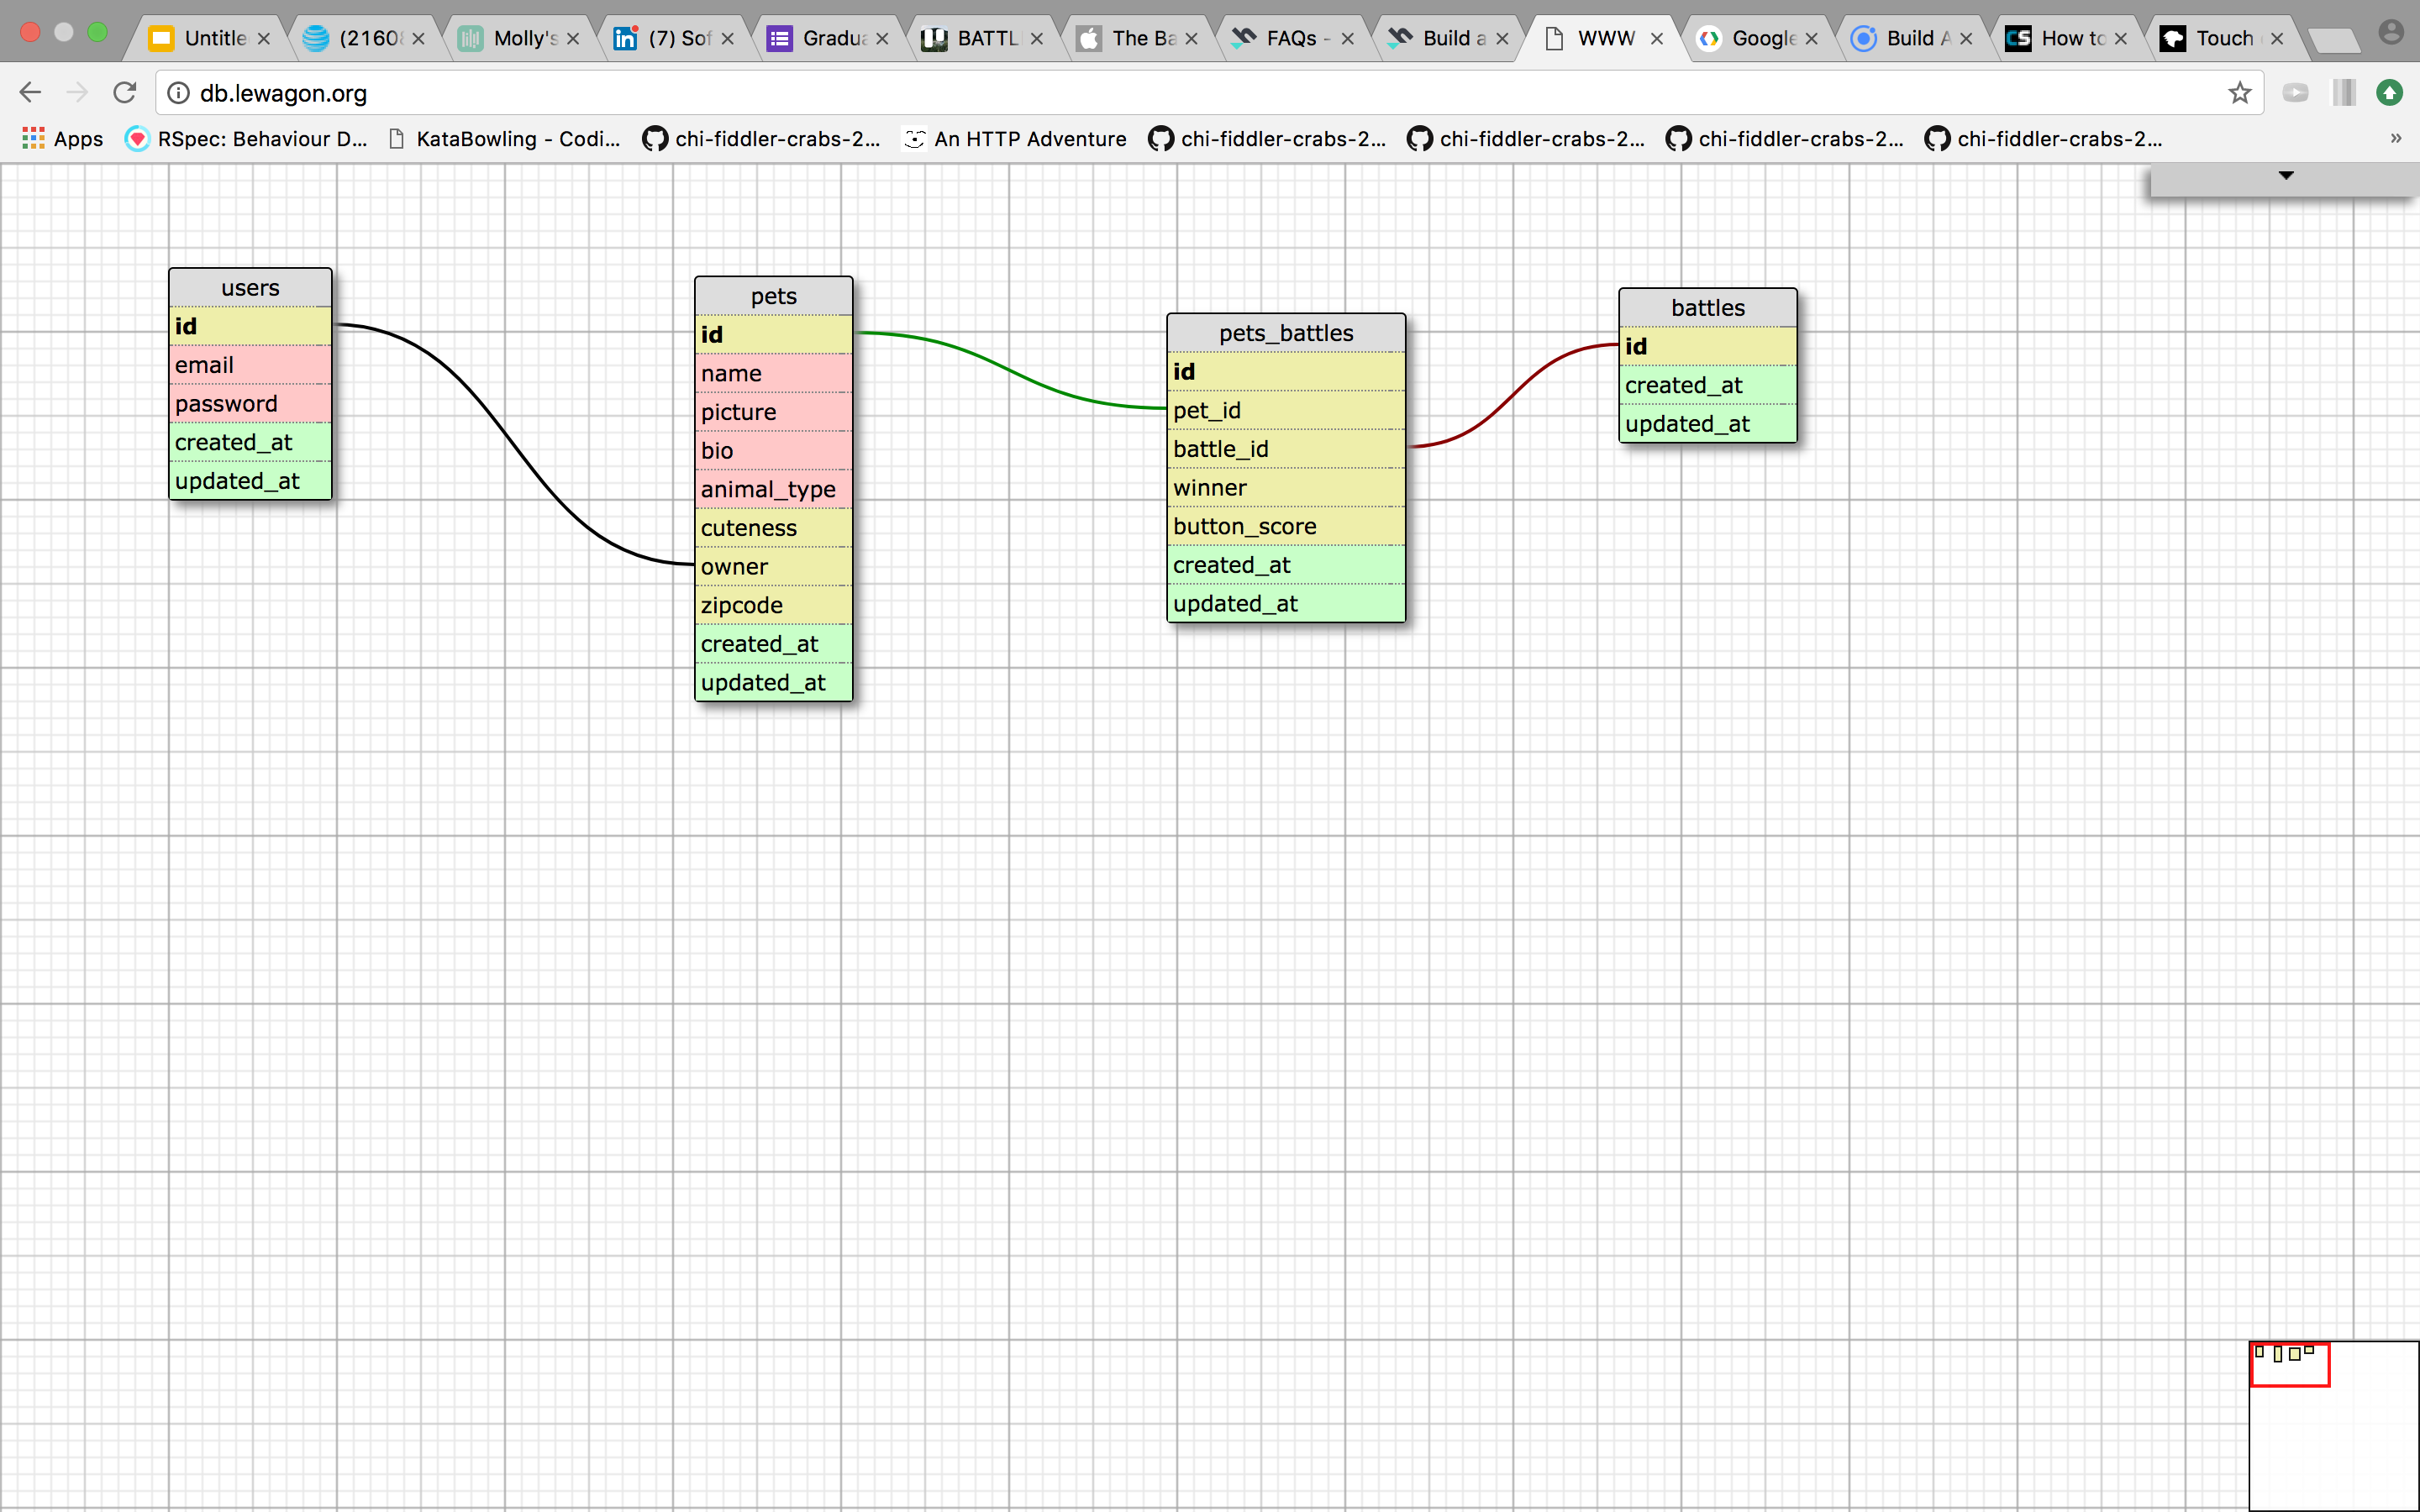 Untitle
(2160
Molly's
(7) Sof
Gradua
BATTL
The Ba
FAQs -
Build a
WWW
Google
Build A
How to
Touch
db.lewagon.org
Apps
RSpec: Behaviour D...
KataBowling - Codi...
chi-fiddler-crabs-2...
An HTTP Adventure
chi-fiddler-crabs-2...
chi-fiddler-crabs-2...
chi-fiddler-crabs-2...
chi-fiddler-crabs-2...
»
users
id
email
password
created_at
updated_at
pets
id
name
picture
bio
animal_type
cuteness
owner
zipcode
created_at
updated_at
pets_battles
id
pet_id
battle_id
winner
button_score
created_at
updated_at
battles
id
created_at
updated_at